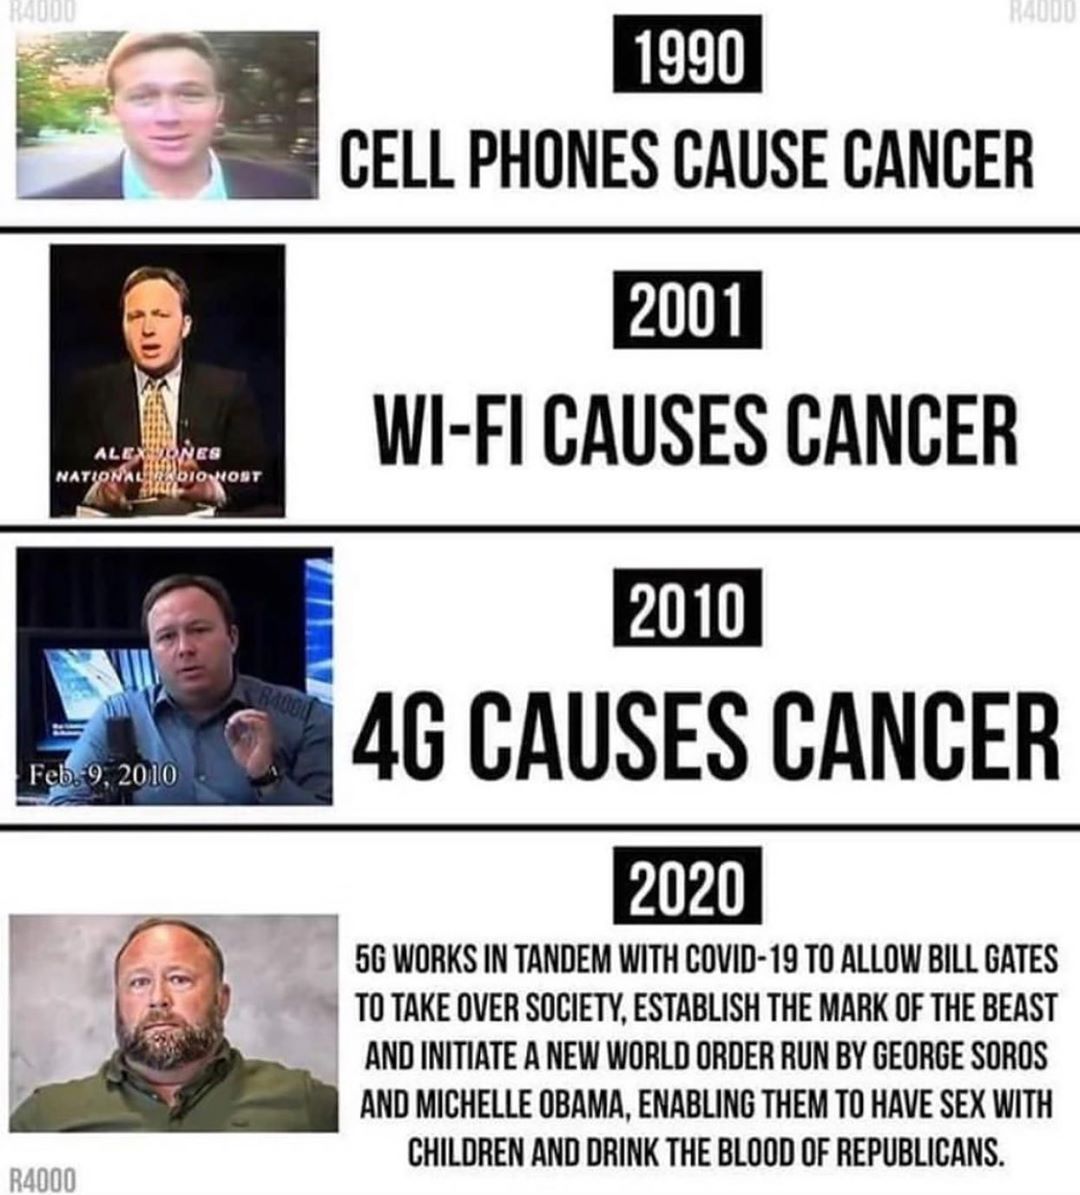 R4000 R4000
1990
CELL PHONES CAUSE CANCER
2001
WI-FI CAUSES CANCER
ALEX JONES
NATIONAL RADIO HOST
2010
4G CAUSES CANCER
R4000
Feb. 9, 2010
2020
5G WORKS IN TANDEM WITH COVID-19 TO ALLOW BILL GATES
TO TAKE OVER SOCIETY, ESTABLISH THE MARK OF THE BEAST
AND INITIATE A NEW WORLD ORDER RUN BY GEORGE SOROS
AND MICHELLE OBAMA, ENABLING THEM TO HAVE SEX WITH
CHILDREN AND DRINK THE BLOOD OF REPUBLICANS.
R4000